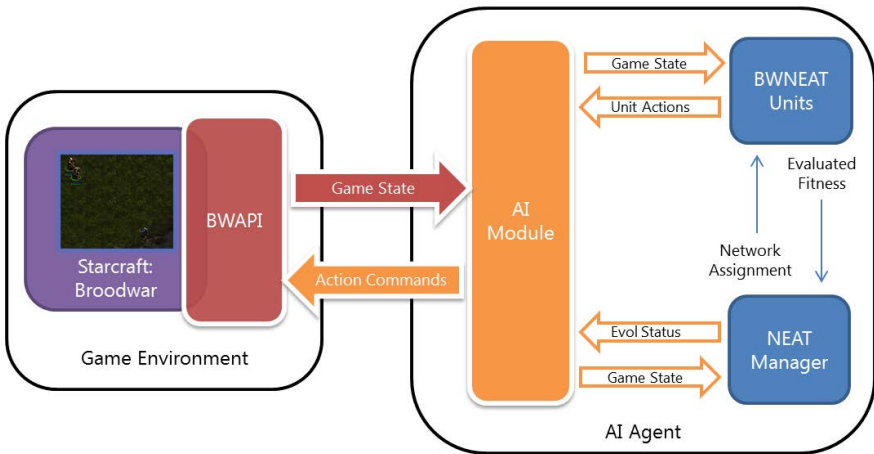 Game State
Unit Actions
BWNEAT
Units
Evaluated
Fitness
Game State
BWAPI
AI
Module
Starcraft:
Broodwar
Action Commands
Network
Assignment
Evol Status
Game State
NEAT
Manager
Game Environment
AI Agent